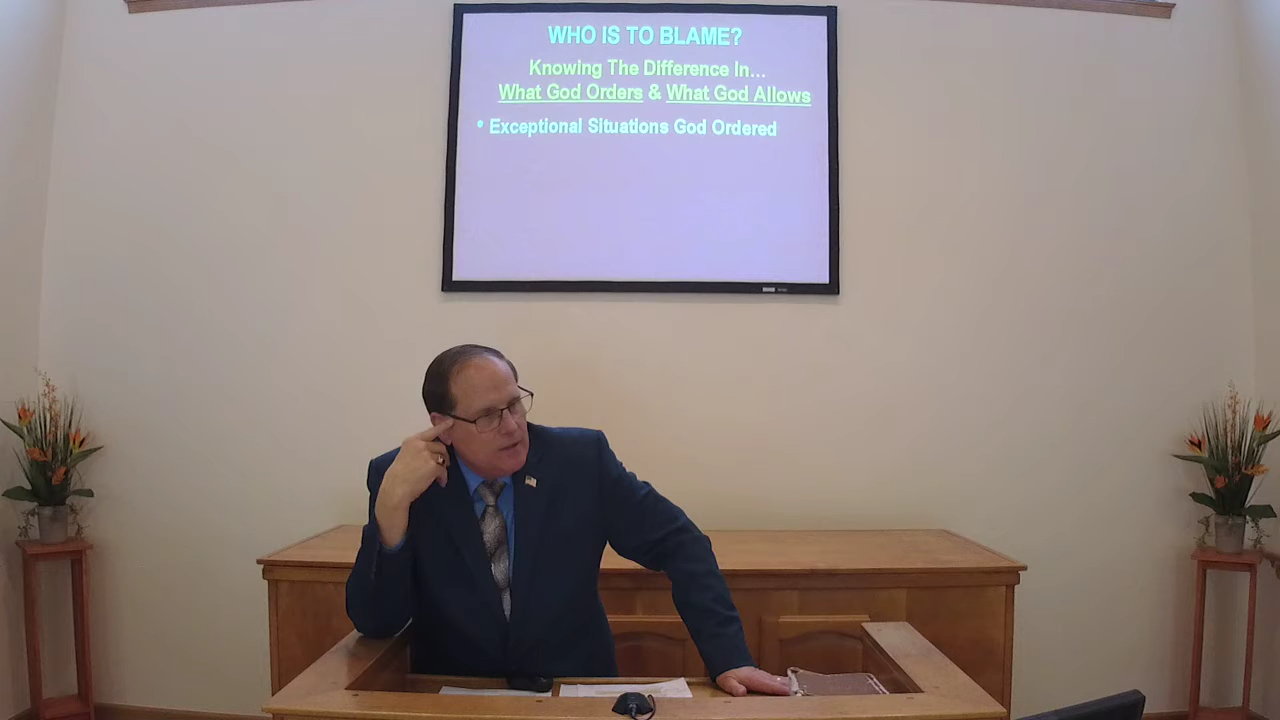 WHO IS TO BLAME?
Knowing The Difference In...
What God Orders & What God Allows
• Exceptional Situations God Ordered